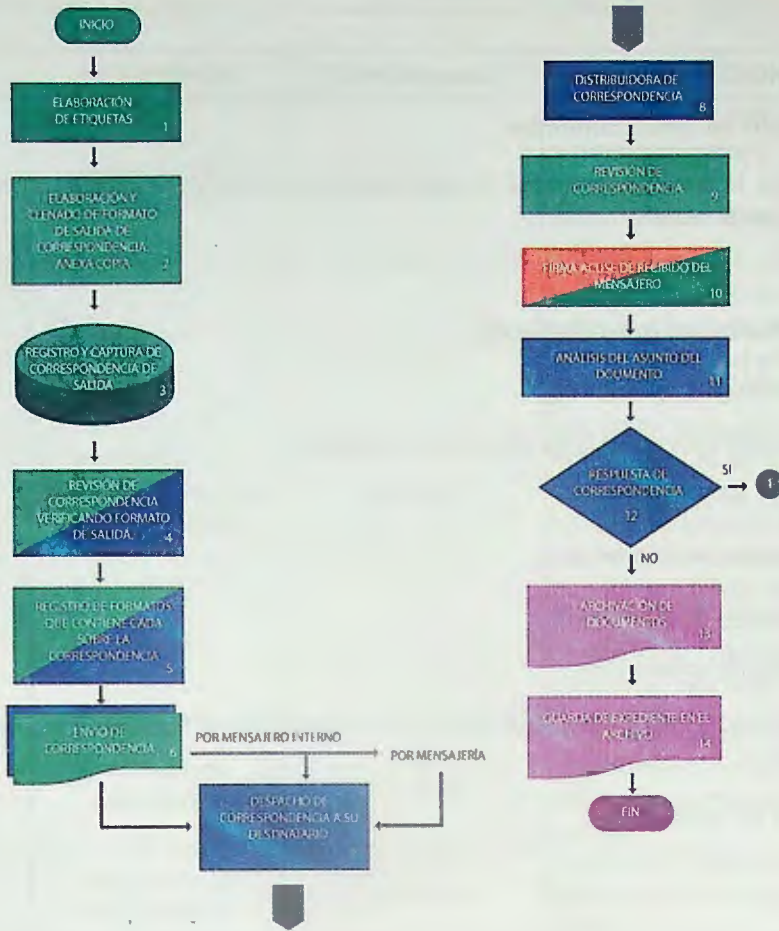 INICIO
ELABORACIÓN
DE ETIQUETAS
1
ELABORACIÓN Y
LLENADO DE FORMATO
DE SALIDA DE
CORRESPONDENCIA.
ANEXA COPIA
2
REGISTRO Y CAPTURA DE
CORRESPONDENCIA DE
SALIDA
3
REVISIÓN DE
CORRESPONDENCIA
VERIFICANDO FORMATO
DE SALIDA.
4
REGISTRO DE FORMATOS
QUE CONTIENE CADA
SOBRE LA
CORRESPONDENCIA
5
ENVIO DE
CORRESPONDENCIA
6
POR MENSAJERO INTERNO
POR MENSAJERÍA
DESPACHO DE
CORRESPONDENCIA A SU
DESTINATARIO
DISTRIBUIDORA DE
CORRESPONDENCIA
8
REVISIÓN DE
CORRESPONDENCIA
9
FIRMA ACUSE DE RECIBIDO DEL
MENSAJERO
10
ANÁLISIS DEL ASUNTO DEL
DOUMENTO
11
RESPUESTA DE
CORRESPONDENCIA
12
SI
1
NO
ARCHIVACIÓN DE
DOCUMENTOS
13
GUARDA DE EXPEDIENTE EN EL
ARCHIVO
14
FIN